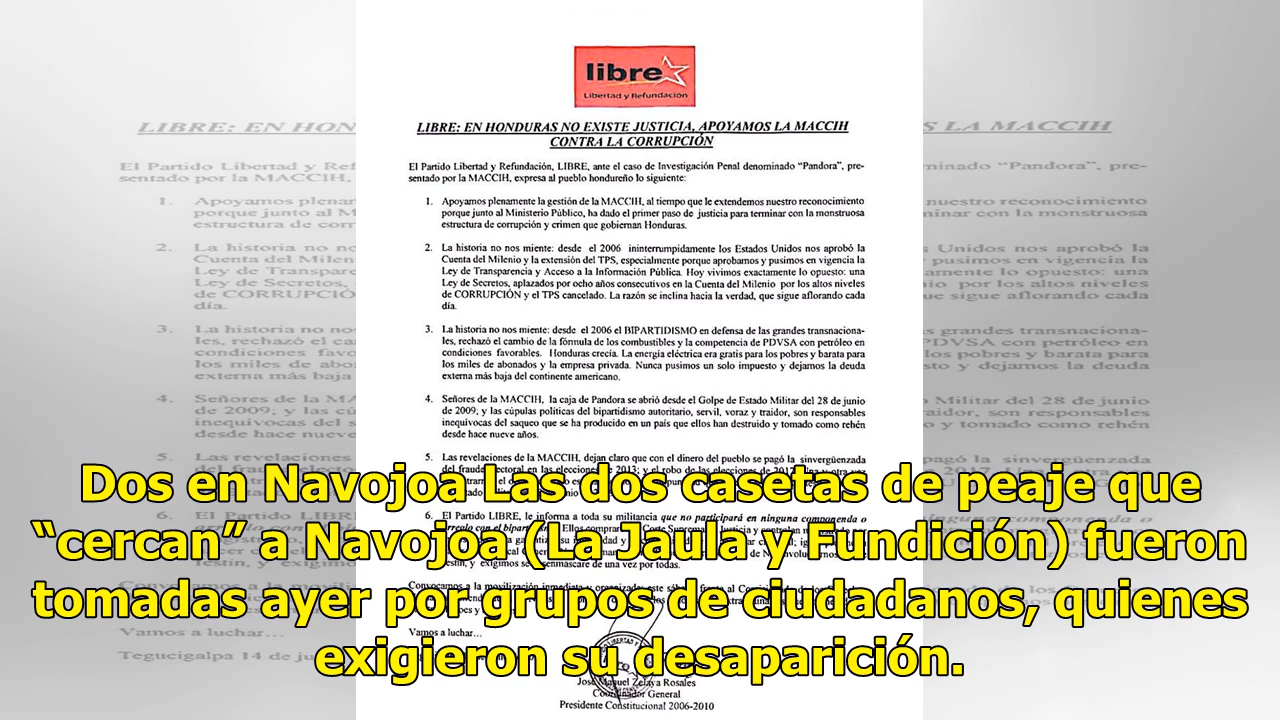 libre
Libertad y Refundación
LIBRE: EN HONDURAS NO EXISTE JUSTICIA, APOYAMOS LA MACCIH
CONTRA LA CORRUPCIÓN
El Partido Libertad y Refundación, LIBRE, ante el caso de Investigación Penal denominado “Pandora”, pre-
sentado por la MACCIH, expresa al pueblo hondureño lo siguiente:
1. Apoyamos plenamente la gestión de la MACCIH, al tiempo que le extendemos nuestro reconocimiento
porque junto al Ministerio Público, ha dado el primer paso de justicia para terminar con la monstruosa
estructura de corrupción y crimen que gobiernan Honduras.
2. La historia no nos miente: desde el 2006 ininterrumpidamente los Estados Unidos nos aprobó la
Cuenta del Milenio y la extensión del TPS, especialmente porque aprobamos y pusimos en vigencia la
Ley de Transparencia y Acceso a la Información Pública. Hoy vivimos exactamente lo opuesto: una
Ley de Secretos, aplazados por ocho años consecutivos en la Cuenta del Milenio por los altos niveles
de CORRUPCIÓN y el TPS cancelado. La razón se inclina hacia la verdad, que sigue aflorando cada
día.
3. La historia no nos miente: desde el 2006 el BIPARTIDISMO en defensa de las grandes transnaciona-
les, rechazó el cambio de la fórmula de los combustibles y la competencia de PDVSA con petróleo en
condiciones favorables. Honduras crecía. La energía eléctrica era gratis para los pobres y barata para
los miles de abonados y la empresa privada. Nunca pusimos un solo impuesto y dejamos la deuda
externa más baja del continente americano.
4. Señores de la MACCIH, la caja de Pandora se abrió desde el Golpe de Estado Militar del 28 de junio
de 2009; y las cúpulas políticas del bipartidismo autoritario, servil, voraz y traidor, son responsables
inequívocas del saqueo que se ha producido en un país que ellos han destruido y tomado como rehén
desde hace nueve años.
5. Las revelaciones de la MACCIH, dejan claro que con el dinero del pueblo se pagó la sinvergüenzada
del fraude electoral en las elecciones de 2013; y el robo de las elecciones de 2017
6. El Partido LIBRE, le informa a toda su militancia que no participará en ninguna componenda o
Vamos a luchar...
Tegucigalpa 14 de
José Manuel Zelaya Rosales
Coordinador General
Presidente Constitucional 2006-2010
Dos en Navojoa Las dos casetas de peaje que
“cercan” a Navojoa (La Jaula y Fundición) fueron
tomadas ayer por grupos de ciudadanos, quienes
exigieron su desaparición.